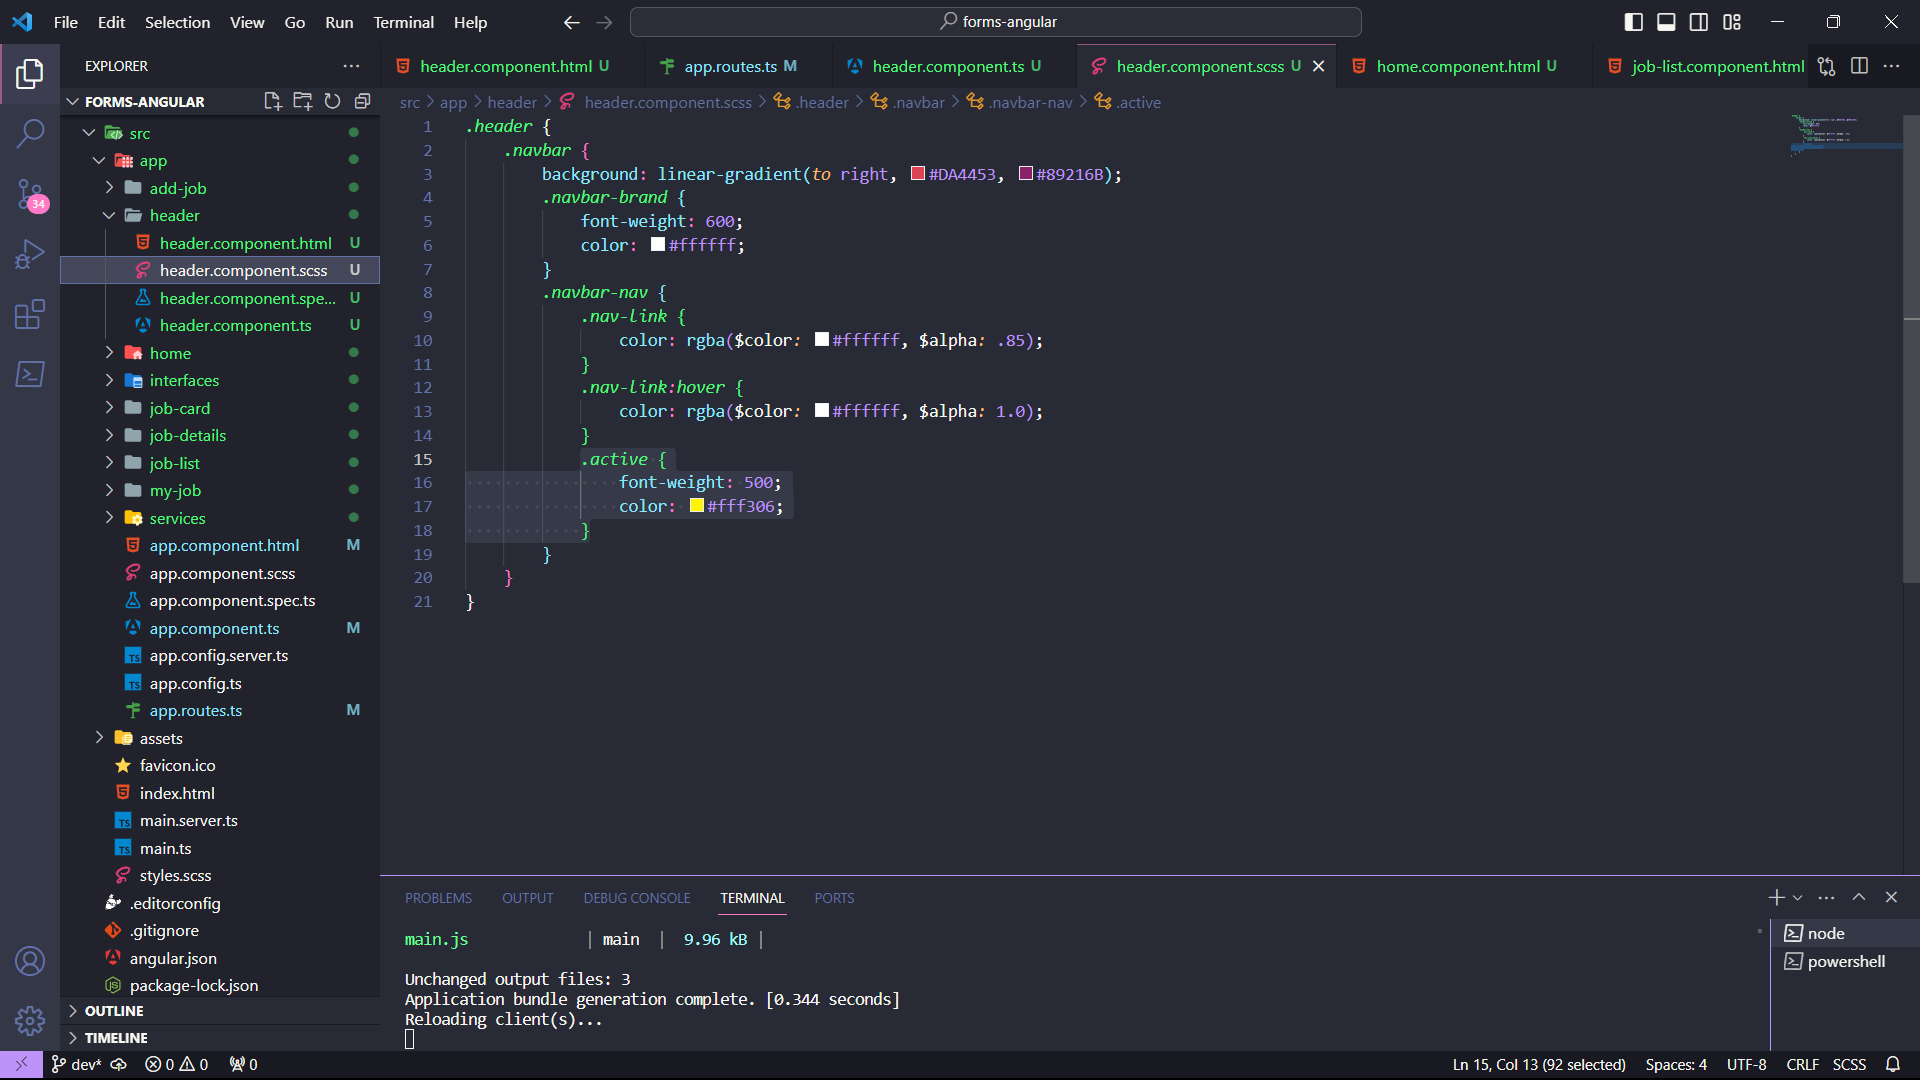 File Edit Selection View Go Run Terminal Help
forms-angular
EXPLORER
header.component.html U
app.routes.ts M
header.component.ts U
header.component.scss U
home.component.html U
job-list.component.html
FORMS-ANGULAR
src > app > header > header.component.scss > .header > .navbar > .navbar-nav > .active
src
app
add-job
header
header.component.html U
header.component.scss U
header.component.spe... U
header.component.ts U
home
interfaces
job-card
job-details
job-list
my-job
services
app.component.html M
app.component.scss
app.component.spec.ts
app.component.ts M
app.config.server.ts
app.config.ts
app.routes.ts M
assets
favicon.ico
index.html
main.server.ts
main.ts
styles.scss
.editorconfig
.gitignore
angular.json
package-lock.json
OUTLINE
TIMELINE
34
1 .header {
2 .navbar {
3 background: linear-gradient(to right, #DA4453, #89216B);
4 .navbar-brand {
5 font-weight: 600;
6 color: #ffffff;
7 }
8 .navbar-nav {
9 .nav-link {
10 color: rgba($color: #ffffff, $alpha: .85);
11 }
12 .nav-link:hover {
13 color: rgba($color: #ffffff, $alpha: 1.0);
14 }
15 .active {
16 font-weight: 500;
17 color: #fff306;
18 }
19 }
20 }
21 }
PROBLEMS OUTPUT DEBUG CONSOLE TERMINAL PORTS
main.js | main | 9.96 kB |
Unchanged output files: 3
Application bundle generation complete. [0.344 seconds]
Reloading client(s)...
node
powershell
dev* 0 0 0
Ln 15, Col 13 (92 selected) Spaces: 4 UTF-8 CRLF SCSS